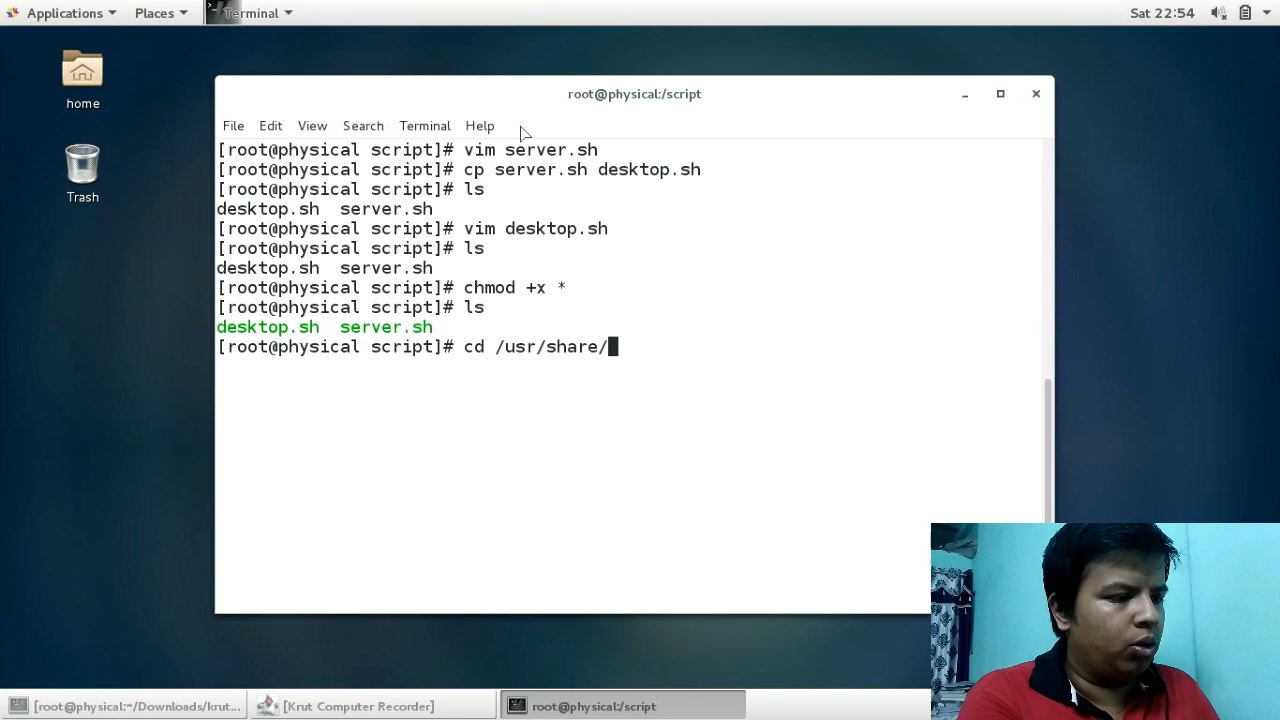 Applications Places Terminal Sat 22:54
home
Trash
root@physical:/script
File Edit View Search Terminal Help
[root@physical script]# vim server.sh
[root@physical script]# cp server.sh desktop.sh
[root@physical script]# ls
desktop.sh server.sh
[root@physical script]# vim desktop.sh
[root@physical script]# ls
desktop.sh server.sh
[root@physical script]# chmod +x *
[root@physical script]# ls
desktop.sh server.sh
[root@physical script]# cd /usr/share/
[root@physical:~/Downloads/krut... [Krut Computer Recorder] root@physical:/script